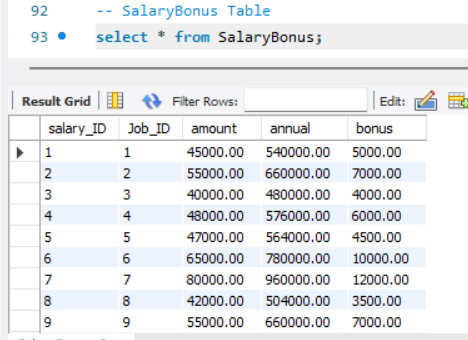 92 -- SalaryBonus Table
93 select * from SalaryBonus;
Result Grid Filter Rows: Edit:
salary_ID Job_ID amount annual bonus
1 1 45000.00 540000.00 5000.00
2 2 55000.00 660000.00 7000.00
3 3 40000.00 480000.00 4000.00
4 4 48000.00 576000.00 6000.00
5 5 47000.00 564000.00 4500.00
6 6 65000.00 780000.00 10000.00
7 7 80000.00 960000.00 12000.00
8 8 42000.00 504000.00 3500.00
9 9 55000.00 660000.00 7000.00